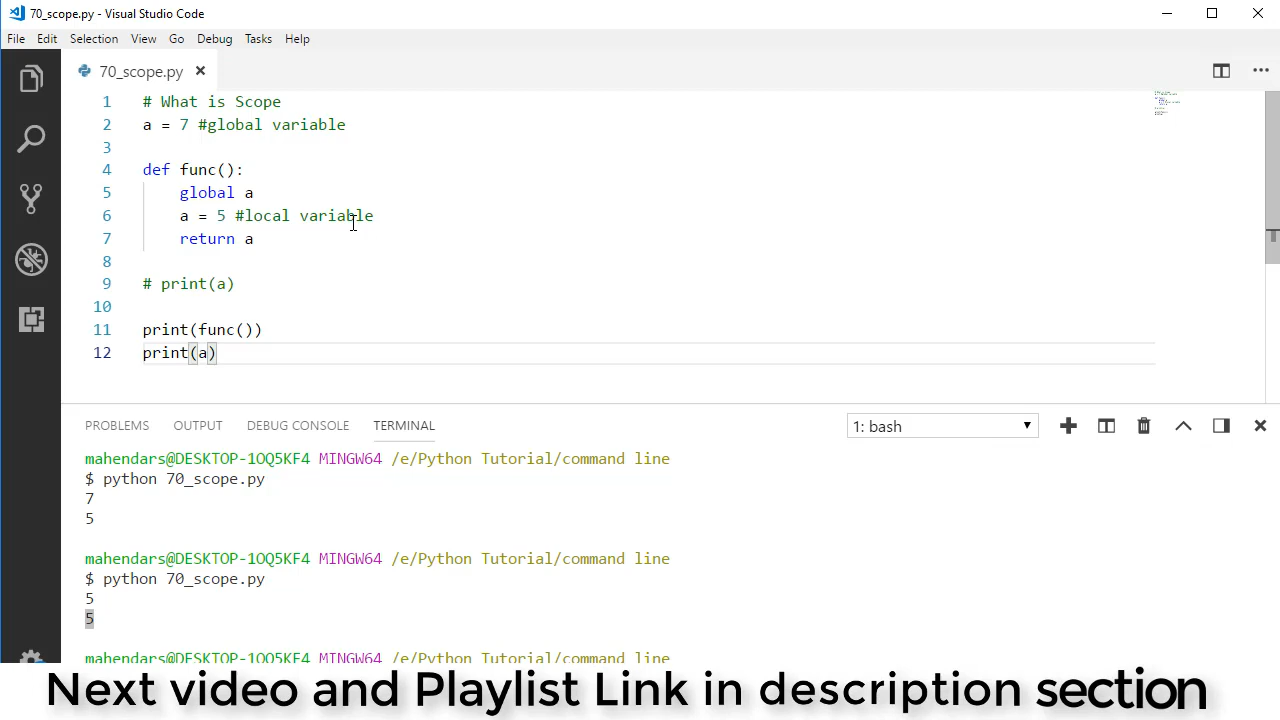 70_scope.py - Visual Studio Code
File Edit Selection View Go Debug Tasks Help
70_scope.py
1 # What is Scope
2 a = 7 #global variable
3
4 def func():
5 global a
6 a = 5 #local variable
7 return a
8
9 # print(a)
10
11 print(func())
12 print(a)
PROBLEMS OUTPUT DEBUG CONSOLE TERMINAL 1: bash
mahendars@DESKTOP-1OQ5KF4 MINGW64 /e/Python Tutorial/command line
$ python 70_scope.py
7
5
mahendars@DESKTOP-1OQ5KF4 MINGW64 /e/Python Tutorial/command line
$ python 70_scope.py
5
5
mahendars@DESKTOP-1OQ5KF4 MINGW64 /e/Python Tutorial/command line
Next video and Playlist Link in description section